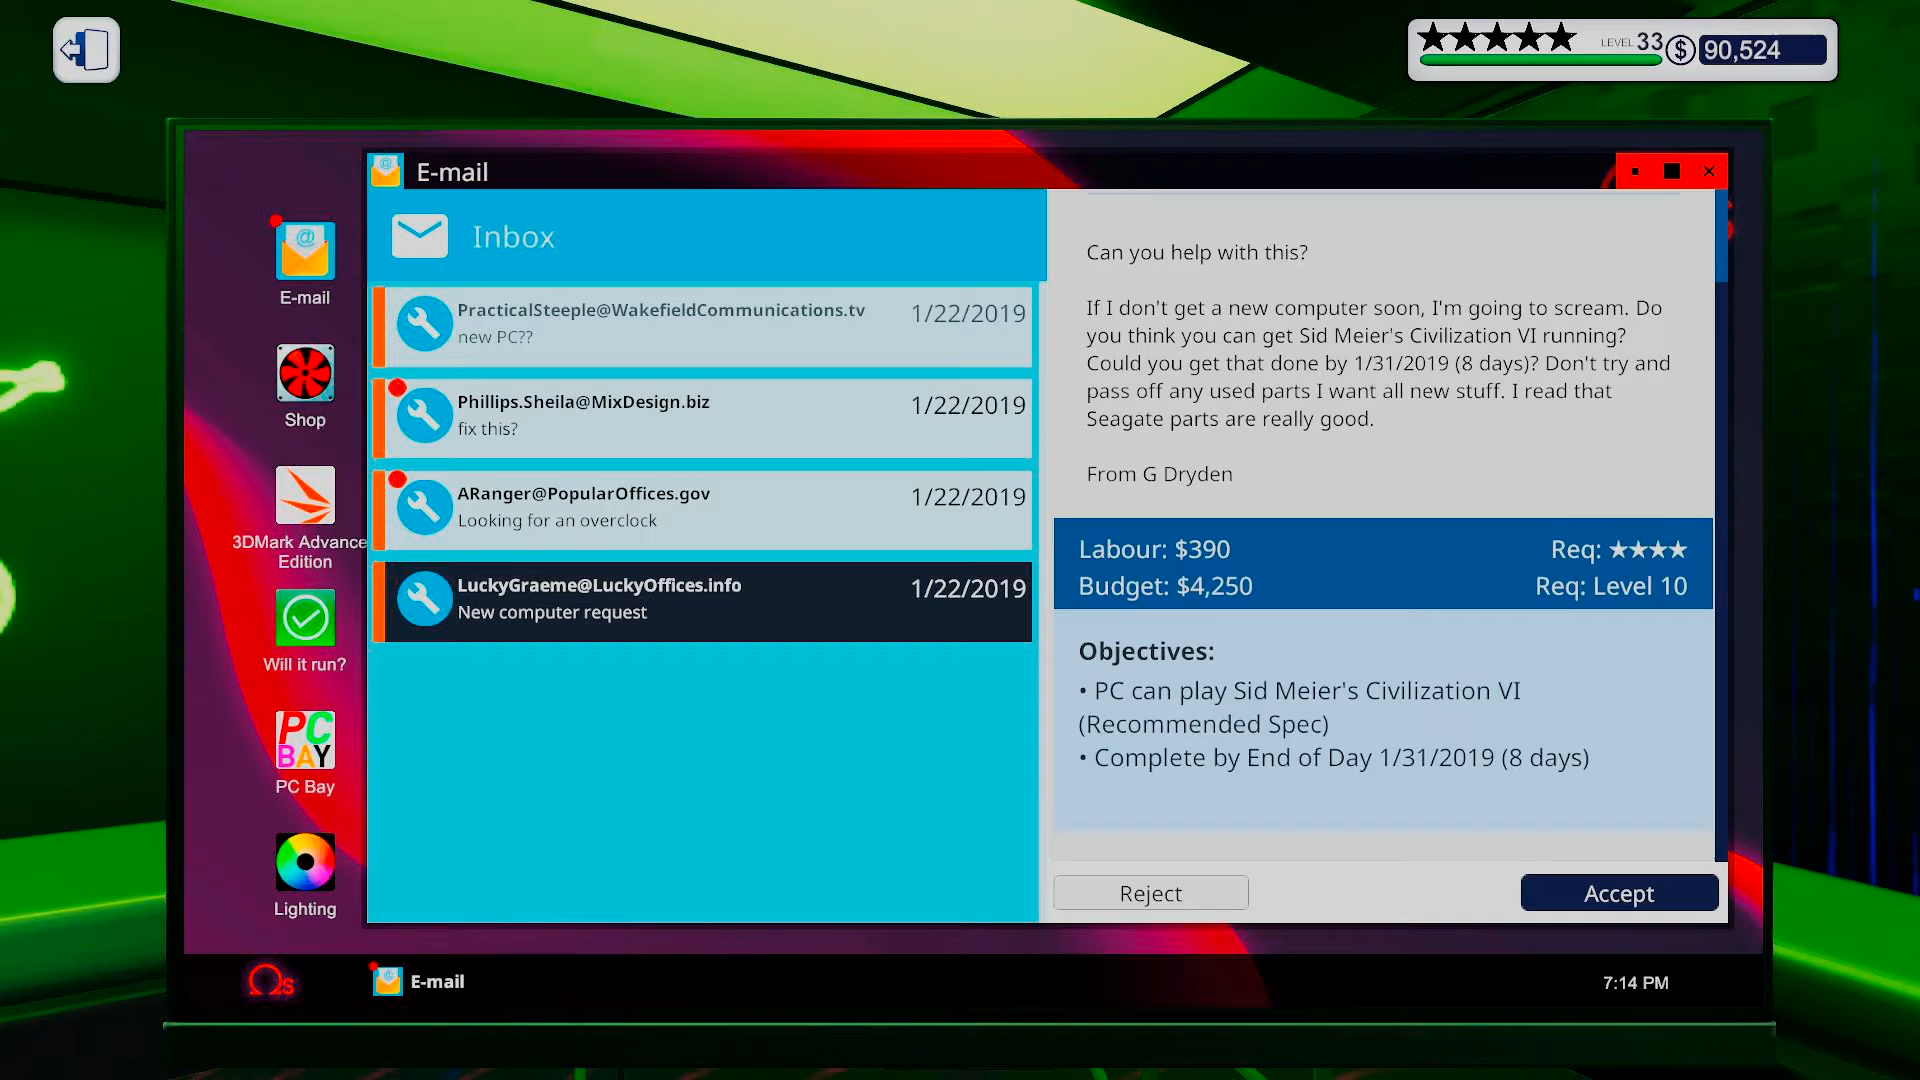 LEVEL 33
$ 90,524
E-mail
E-mail
Shop
3DMark Advance
Edition
Will it run?
PC
BAY
PC Bay
Lighting
Inbox
PracticalSteeple@WakefieldCommunications.tv 1/22/2019
new PC??
Phillips.Sheila@MixDesign.biz 1/22/2019
fix this?
ARanger@PopularOffices.gov 1/22/2019
Looking for an overclock
LuckyGraeme@LuckyOffices.info 1/22/2019
New computer request
Can you help with this?
If I don't get a new computer soon, I'm going to scream. Do
you think you can get Sid Meier's Civilization VI running?
Could you get that done by 1/31/2019 (8 days)? Don't try and
pass off any used parts I want all new stuff. I read that
Seagate parts are really good.
From G Dryden
Labour: $390 Req: ★★★★
Budget: $4,250 Req: Level 10
Objectives:
• PC can play Sid Meier's Civilization VI
(Recommended Spec)
• Complete by End of Day 1/31/2019 (8 days)
Reject
Accept
Ωs
E-mail
7:14 PM